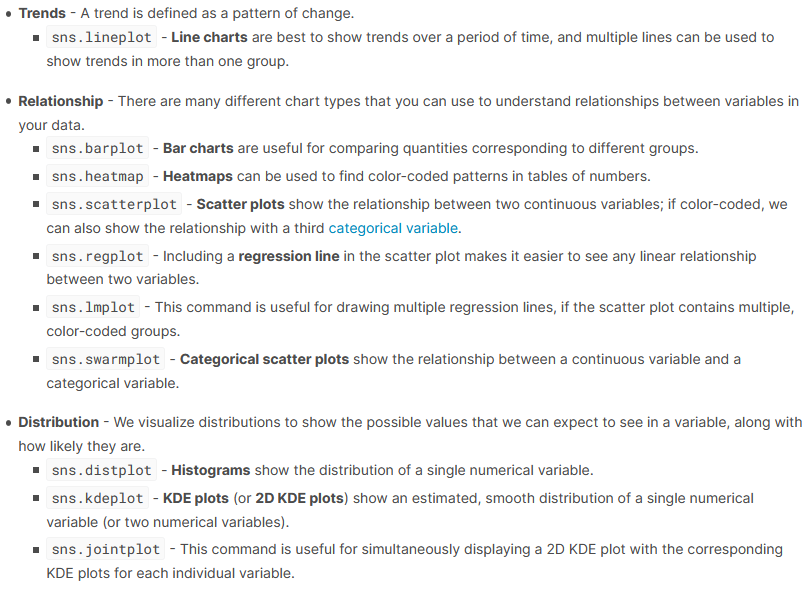 Trends - A trend is defined as a pattern of change.
sns.lineplot - Line charts are best to show trends over a period of time, and multiple lines can be used to
show trends in more than one group.
Relationship - There are many different chart types that you can use to understand relationships between variables in
your data.
sns.barplot - Bar charts are useful for comparing quantities corresponding to different groups.
sns.heatmap - Heatmaps can be used to find color-coded patterns in tables of numbers.
sns.scatterplot - Scatter plots show the relationship between two continuous variables; if color-coded, we
can also show the relationship with a third categorical variable.
sns.regplot - Including a regression line in the scatter plot makes it easier to see any linear relationship
between two variables.
sns.lmplot - This command is useful for drawing multiple regression lines, if the scatter plot contains multiple,
color-coded groups.
sns.swarmplot - Categorical scatter plots show the relationship between a continuous variable and a
categorical variable.
Distribution - We visualize distributions to show the possible values that we can expect to see in a variable, along with
how likely they are.
sns.distplot - Histograms show the distribution of a single numerical variable.
sns.kdeplot - KDE plots (or 2D KDE plots) show an estimated, smooth distribution of a single numerical
variable (or two numerical variables).
sns.jointplot - This command is useful for simultaneously displaying a 2D KDE plot with the corresponding
KDE plots for each individual variable.